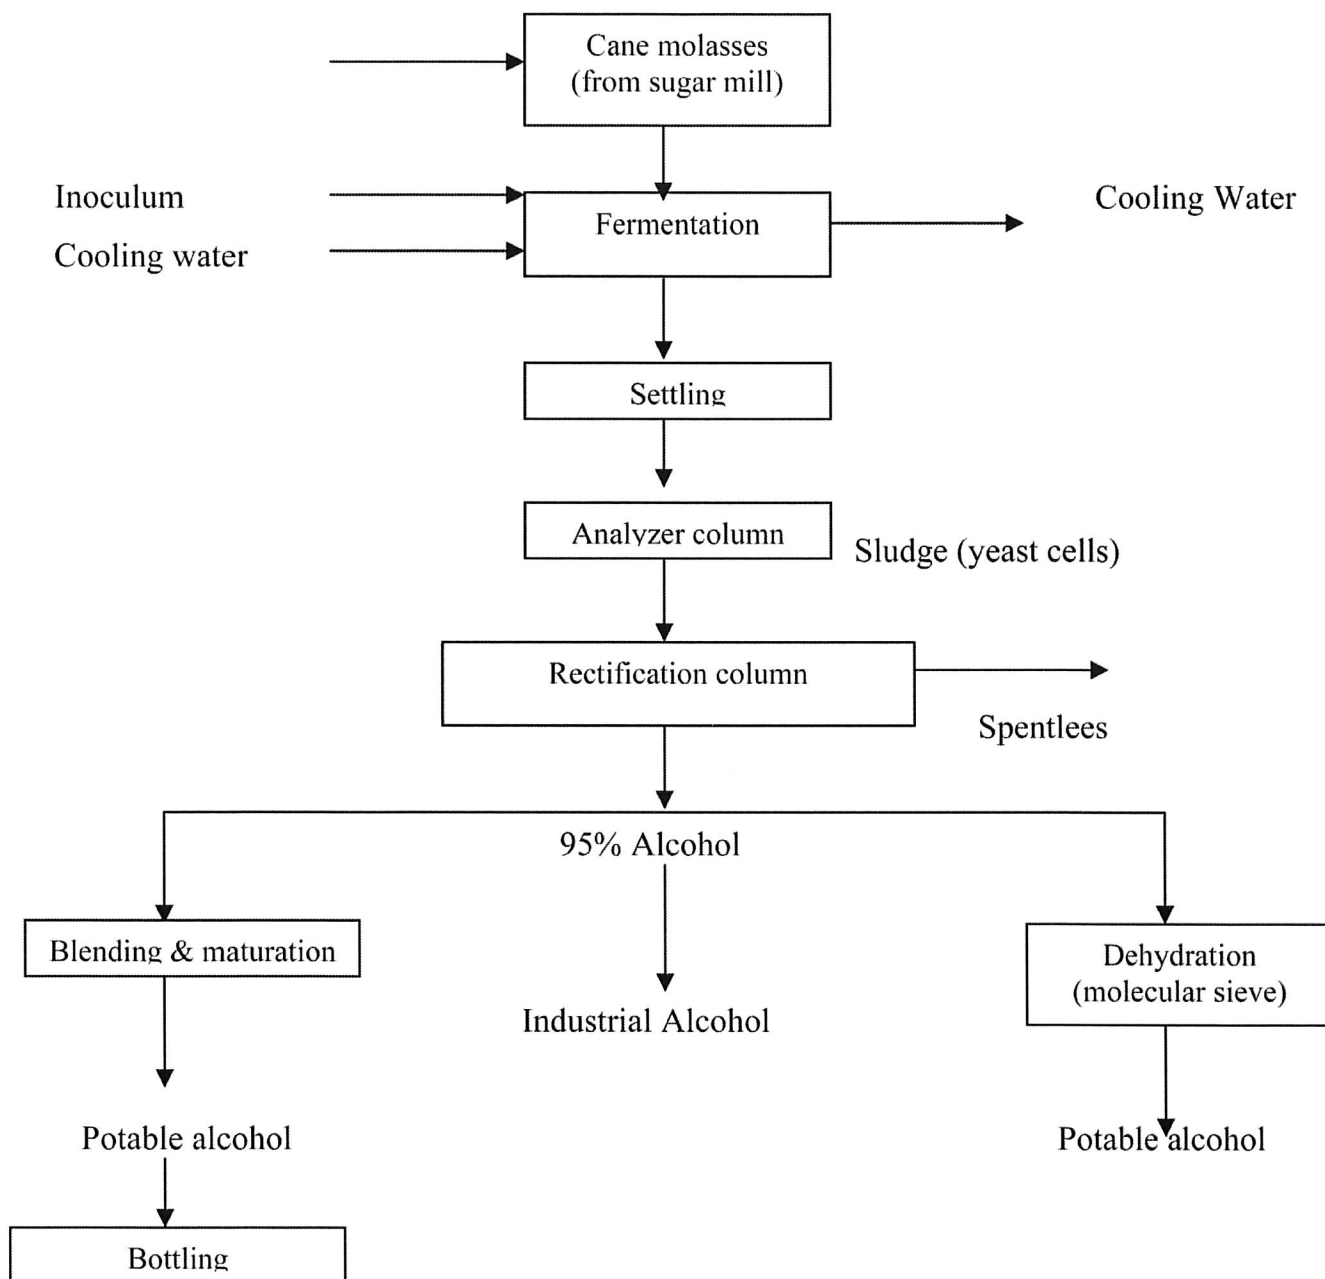 Cane molasses
(from sugar mill)
Inoculum
Cooling Water
Fermentation
Cooling water
Settling
Analyzer column
Sludge (yeast cells)
Rectification column
Spentlees
95% Alcohol
Blending & maturation
Dehydration
(molecular sieve)
Industrial Alcohol
Potable alcohol
Potable alcohol
Bottling